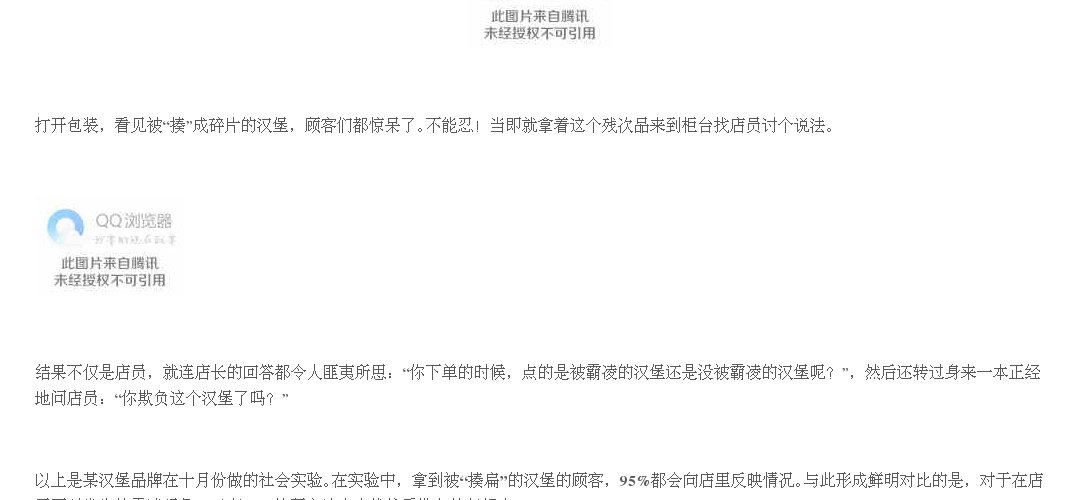 此图片来自腾讯
未经授权不可引用
打开包装，看见被“揍”成碎片的汉堡，顾客们都惊呆了。不能忍！当即就拿着这个残次品来到柜台找店员讨个说法。
QQ浏览器
此图片来自腾讯
未经授权不可引用
结果不仅是店员，就连店长的回答都令人匪夷所思：“你下单的时候，点的是被霸凌的汉堡还是没被霸凌的汉堡呢？”，然后还转过身来一本正经
地问店员：“你欺负这个汉堡了吗？”
以上是某汉堡品牌在十月份做的社会实验。在实验中，拿到被“揍扁”的汉堡的顾客，95%都会向店里反映情况。与此形成鲜明对比的是，对于在店